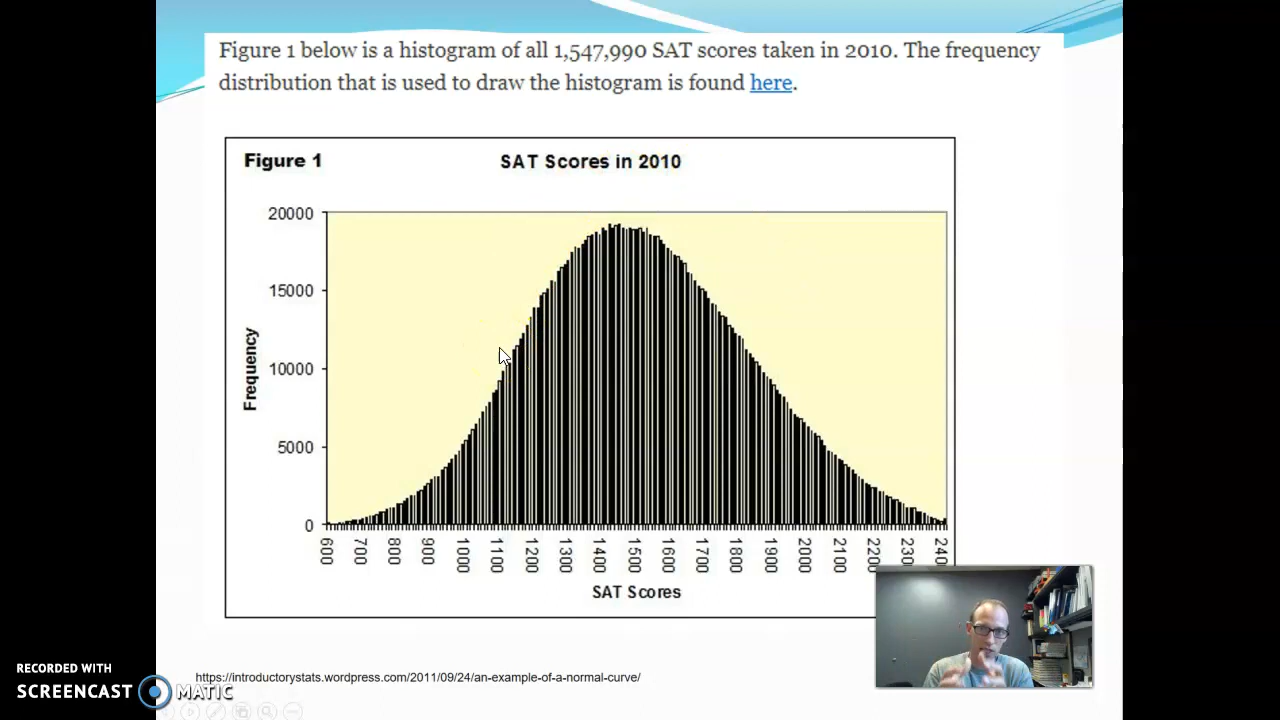 Figure 1 below is a histogram of all 1,547,990 SAT scores taken in 2010. The frequency
distribution that is used to draw the histogram is found here.
Figure 1
SAT Scores in 2010
20000
15000
10000
5000
0
Frequency
600 700 800 900 1000 1100 1200 1300 1400 1500 1600 1700 1800 1900 2000 2100 2200 2300 240
SAT Scores
https://introductorystats.wordpress.com/2011/09/24/an-example-of-a-normal-curve/
RECORDED WITH
SCREENCAST MATIC